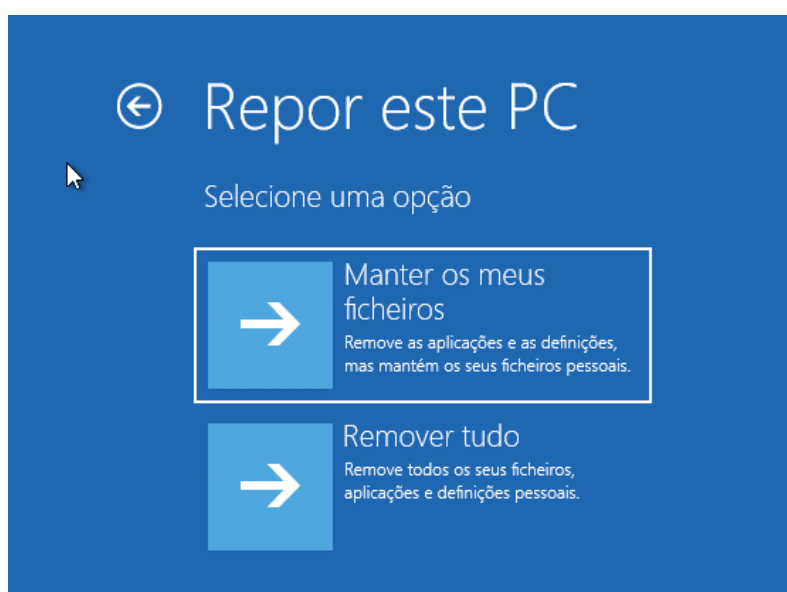 Repor este PC
Selecione uma opção
Manter os meus
ficheiros
Remove as aplicações e as definições,
mas mantém os seus ficheiros pessoais.
Remover tudo
Remove todos os seus ficheiros,
aplicações e definições pessoais.